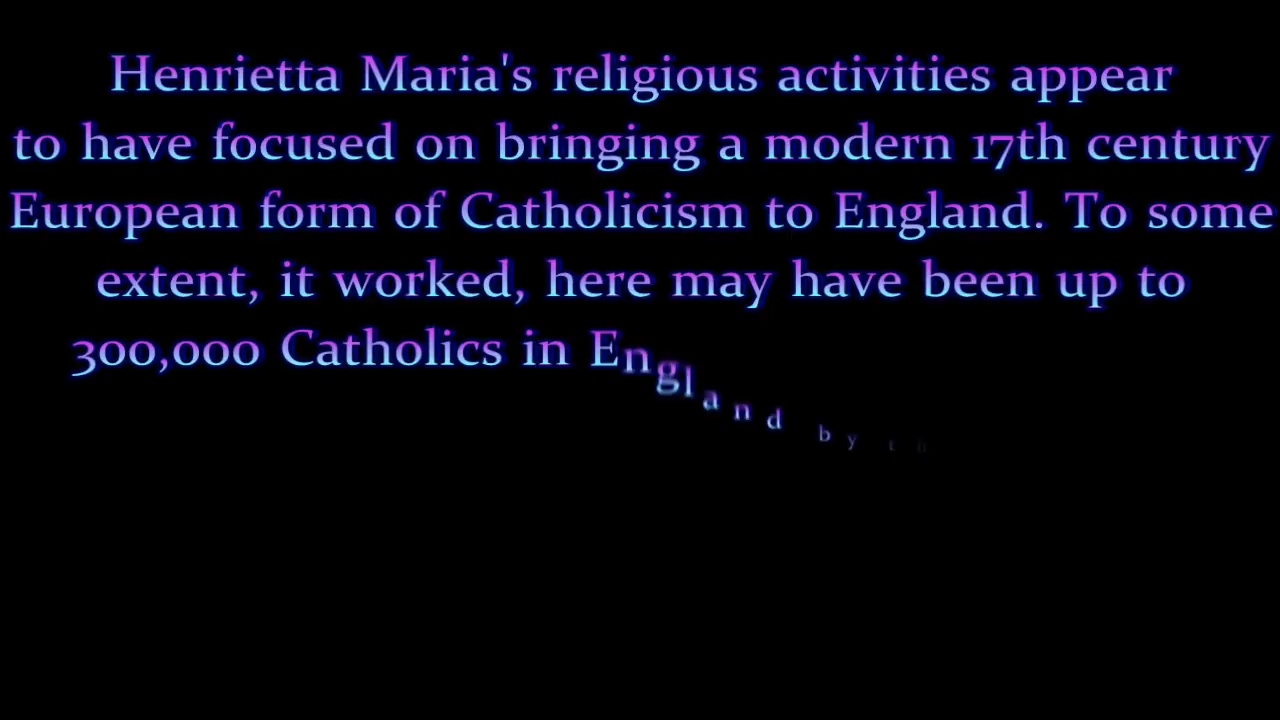 Henrietta Maria's religious activities appear
to have focused on bringing a modern 17th century
European form of Catholicism to England. To some
extent, it worked, here may have been up to
300,000 Catholics in England by